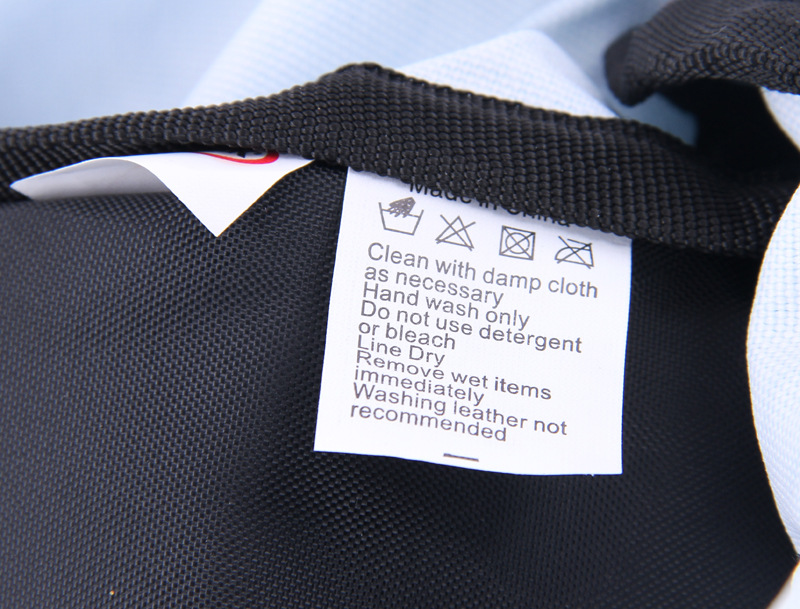 Made in China
Clean with damp cloth
as necessary
Hand wash only
Do not use detergent
or bleach
Line Dry
Remove wet items
immediately
Washing leather not
recommended